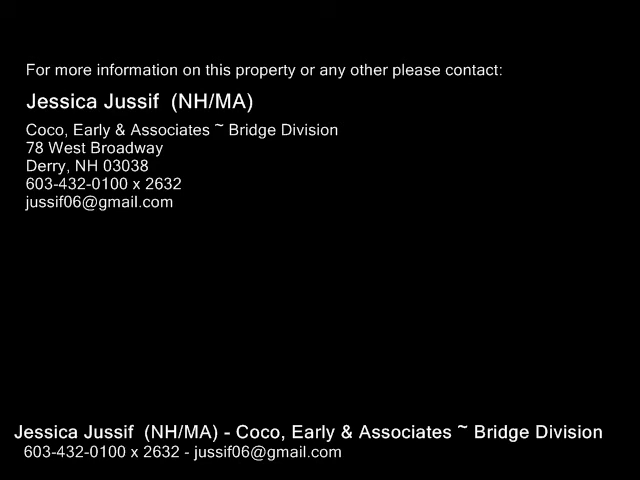 For more information on this property or any other please contact:
Jessica Jussif  (NH/MA)
Coco, Early & Associates ~ Bridge Division
78 West Broadway
Derry, NH 03038
603-432-0100 x 2632
jussif06@gmail.com
Jessica Jussif  (NH/MA) - Coco, Early & Associates ~ Bridge Division
603-432-0100 x 2632 - jussif06@gmail.com